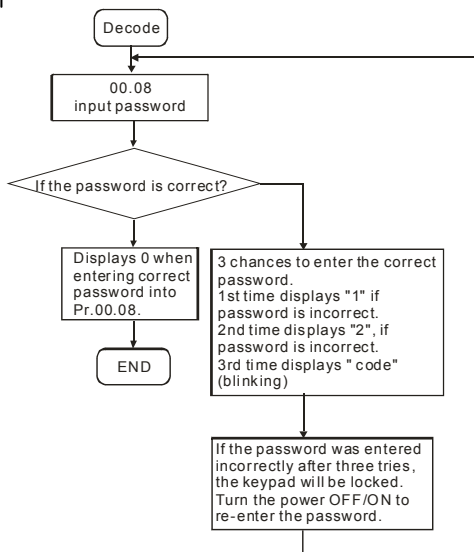 Decode
00.08
input password
If the password is correct?
Displays 0 when
entering correct
password into
Pr.00.08.
END
3 chances to enter the correct
password.
1st time displays "1" if
password is incorrect.
2nd time displays "2", if
password is incorrect.
3rd time displays " code"
(blinking)
If the password was entered
incorrectly after three tries,
the keypad will be locked.
Turn the power OFF/ON to
re-enter the password.